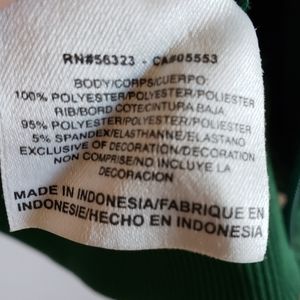 RN#56323 - CA#05553
BODY/CORPS/CUERPO:
100% POLYESTER/POLYESTER/POLIESTER
RIB/BORD COTE/CINTURA BAJA
95% POLYESTER/POLYESTER/POLIESTER
5% SPANDEX/ELASTHANNE/ELASTANO
EXCLUSIVE OF DECORATION/DECORATION
NON COMPRISE/NO INCLUYE LA
DECORACION
MADE IN INDONESIA/FABRIQUE EN
INDONESIE/HECHO EN INDONESIA